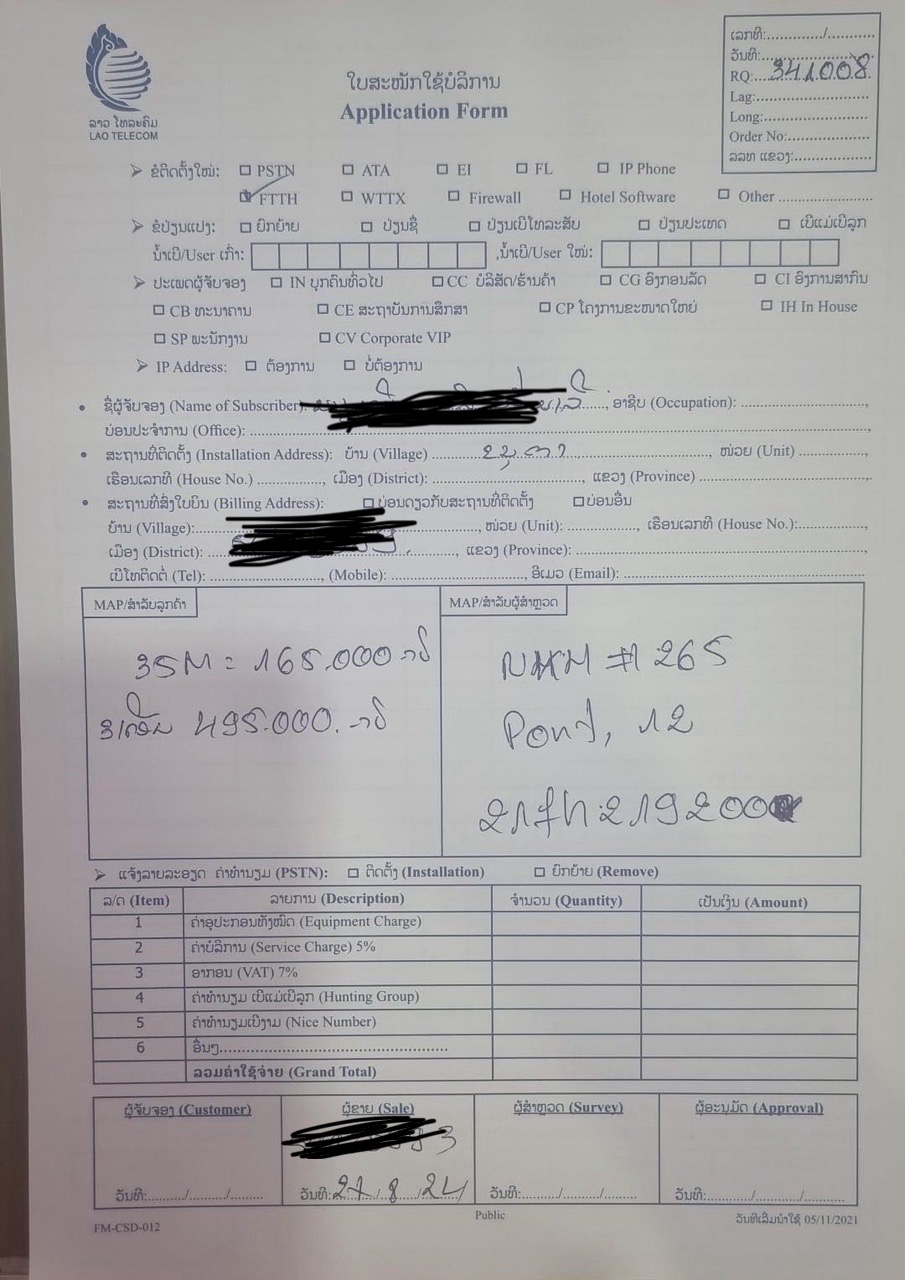 ລາວ ໂທລະຄົມ
LAO TELECOM
ໃບສະໝັກໃຊ້ບໍລິການ
Application Form
ເລກທີ:............./...........
ວັນທີ:.........................
RQ:...341008
Lag:............................
Long:..........................
Order No:....................
ລລທ ແຂວງ:..................
➢ ຂໍຕິດຕັ້ງໃໝ່: ☐ PSTN ☐ ATA ☐ EI ☐ FL ☐ IP Phone
☑ FTTH ☐ WTTX ☐ Firewall ☐ Hotel Software ☐ Other ......................
➢ ຂໍປ່ຽນແປງ: ☐ ຍົກຍ້າຍ ☐ ປ່ຽນຊື່ ☐ ປ່ຽນເບີໂທລະສັບ ☐ ປ່ຽນປະເທດ ☐ ເບີແມ່ເບີລູກ
ນ້ຳເບີ/User ເກົ່າ: ,ນ້ຳເບີ/User ໃໝ່:
➢ ປະເພດຜູ້ຈັບຈອງ ☐ IN ບຸກຄົນທົ່ວໄປ ☐ CC ບໍລິສັດ/ຮ້ານຄ້າ ☐ CG ອົງກອນລັດ ☐ CI ອົງການສາກົນ
☐ CB ທະນາຄານ ☐ CE ສະຖາບັນການສຶກສາ ☐ CP ໂຄງການຂະໜາດໃຫຍ່ ☐ IH In House
☐ SP ພະນັກງານ ☐ CV Corporate VIP
➢ IP Address: ☐ ຕ້ອງການ ☐ ບໍ່ຕ້ອງການ
• ຊື່ຜູ້ຈັບຈອງ (Name of Subscriber): ......, ອາຊີບ (Occupation): ..............................
ບ່ອນປະຈຳການ (Office): ..............................
• ສະຖານທີ່ຕິດຕັ້ງ (Installation Address): ບ້ານ (Village) .............................., ໜ່ວຍ (Unit) ..................
ເຮືອນເລກທີ (House No.) .................., ເມືອງ (District): ..............................., ແຂວງ (Province) ..............................
• ສະຖານທີ່ສົ່ງໃບບິນ (Billing Address): ☐ບ່ອນດຽວກັບສະຖານທີ່ຕິດຕັ້ງ ☐ບ່ອນອື່ນ
ບ້ານ (Village):.............................., ໜ່ວຍ (Unit): ................, ເຮືອນເລກທີ (House No.):...............,
ເມືອງ (District): .............................., ແຂວງ (Province): ..............................
ເບີໂທຕິດຕໍ່ (Tel): ........................, (Mobile): ............................, ອີເມວ (Email): ..............................
MAP/ສຳລັບລູກຄ້າ
MAP/ສຳລັບຜູ້ສຳຫຼວດ
35M = 165.000 ກີບ
3ເດືອນ 495.000. ກີບ
NKM #1 265
12
➢ ແຈ້ງລາຍລະອຽດ ຄ່າທຳນຽມ (PSTN): ☐ ຕິດຕັ້ງ (Installation) ☐ ຍົກຍ້າຍ (Remove)
ລ/ດ (Item) ລາຍການ (Description) ຈຳນວນ (Quantity) ເປັນເງິນ (Amount)
1 ຄ່າອຸປະກອນທັງໝົດ (Equipment Charge)
2 ຄ່າບໍລິການ (Service Charge) 5%
3 ອາກອນ (VAT) 7%
4 ຄ່າທຳນຽມ ເບີແມ່ເບີລູກ (Hunting Group)
5 ຄ່າທຳນຽມເບີງາມ (Nice Number)
6 ອື່ນໆ..................................................
ລວມຄ່າໃຊ້ຈ່າຍ (Grand Total)
ຜູ້ຈັບຈອງ (Customer) ຜູ້ຂາຍ (Sale) ຜູ້ສຳຫຼວດ (Survey) ຜູ້ອະນຸມັດ (Approval)
ວັນທີ:........./........./......... ວັນທີ: 27/8/24 ວັນທີ:........./........./......... ວັນທີ:........./........./.........
FM-CSD-012
Public
ວັນທີເລີ່ມນຳໃຊ້ 05/11/2021